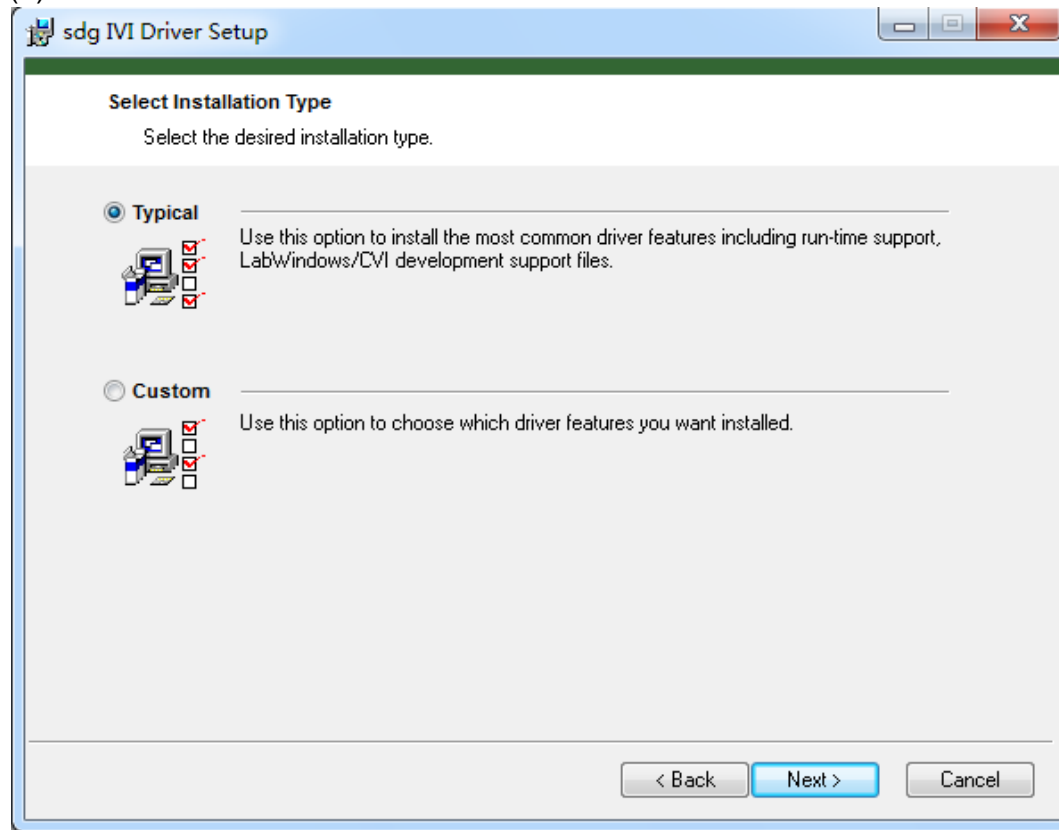 sdg IVI Driver Setup
Select Installation Type
Select the desired installation type.
Typical
Use this option to install the most common driver features including run-time support,
LabWindows/CVI development support files.
Custom
Use this option to choose which driver features you want installed.
< Back
Next >
Cancel